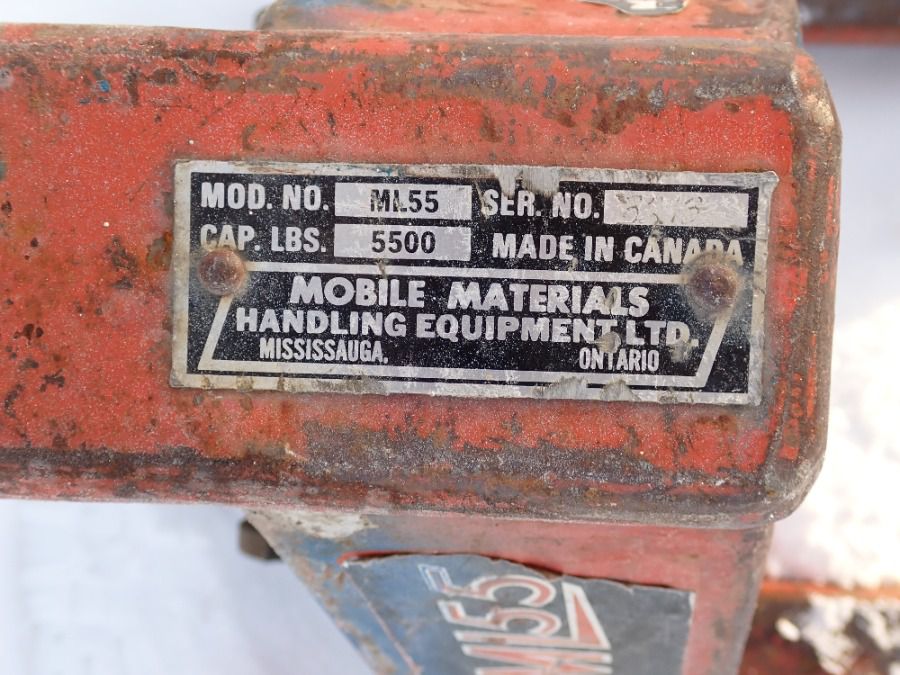 MOD. NO. ML55 SER. NO.
CAP. LBS. 5500 MADE IN CANADA
MOBILE MATERIALS
HANDLING EQUIPMENT LTD.
MISSISSAUGA, ONTARIO
ML55